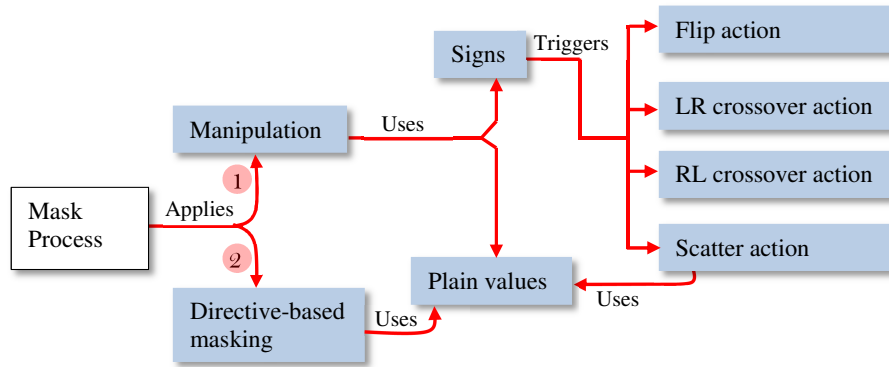 Flip action
Signs
Triggers
LR crossover action
Manipulation
Uses
RL crossover action
1
Mask
Process
Applies
2
Scatter action
Plain values
Uses
Directive-based
masking
Uses